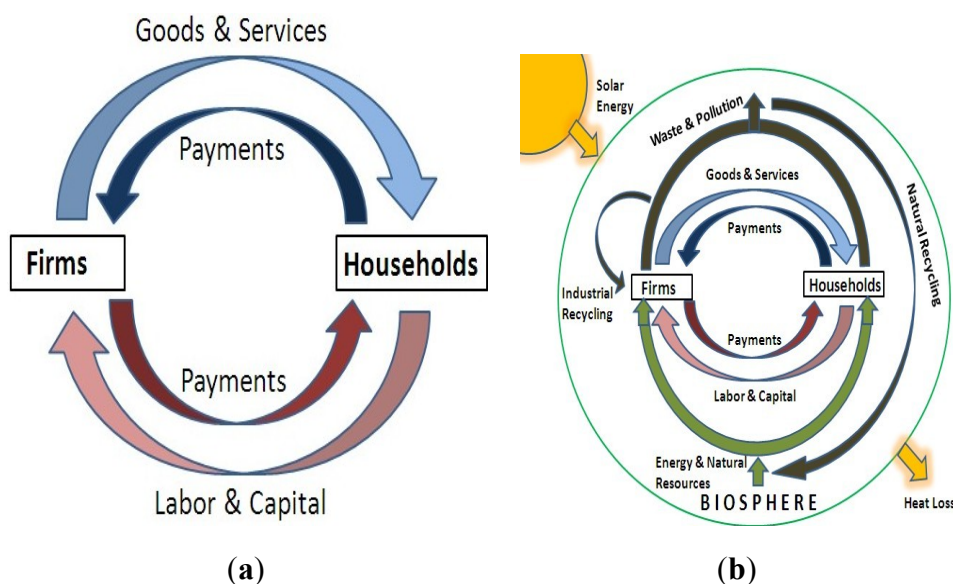 Goods & Services
Payments
Firms
Households
Payments
Labor & Capital
(a)
Solar
Energy
Waste & Pollution
Goods & Services
Payments
Natural Recycling
Firms
Households
Industrial
Recycling
Payments
Labor & Capital
Energy & Natural
Resources
BIOSPHERE
Heat Loss
(b)